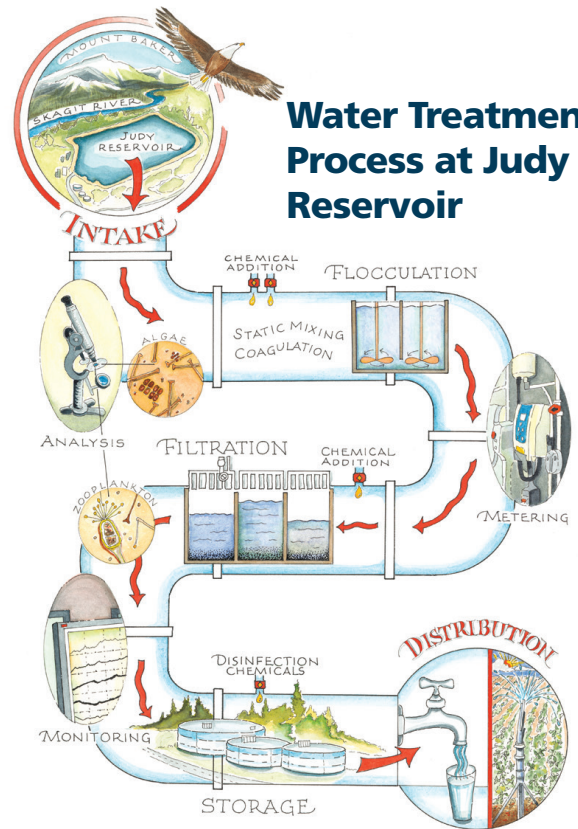 MOUNT BAKER
SKAGIT RIVER
JUDY
RESERVOIR
Water Treatmen
Process at Judy
Reservoir
INTAKE
CHEMICAL
ADDITION
FLOCCULATION
STATIC MIXING
COAGULATION
ALGAE
ANALYSIS
FILTRATION
CHEMICAL
ADDITION
ZOOPLANKTON
METERING
DISTRIBUTION
DISINFECTION
CHEMICALS
MONITORING
STORAGE